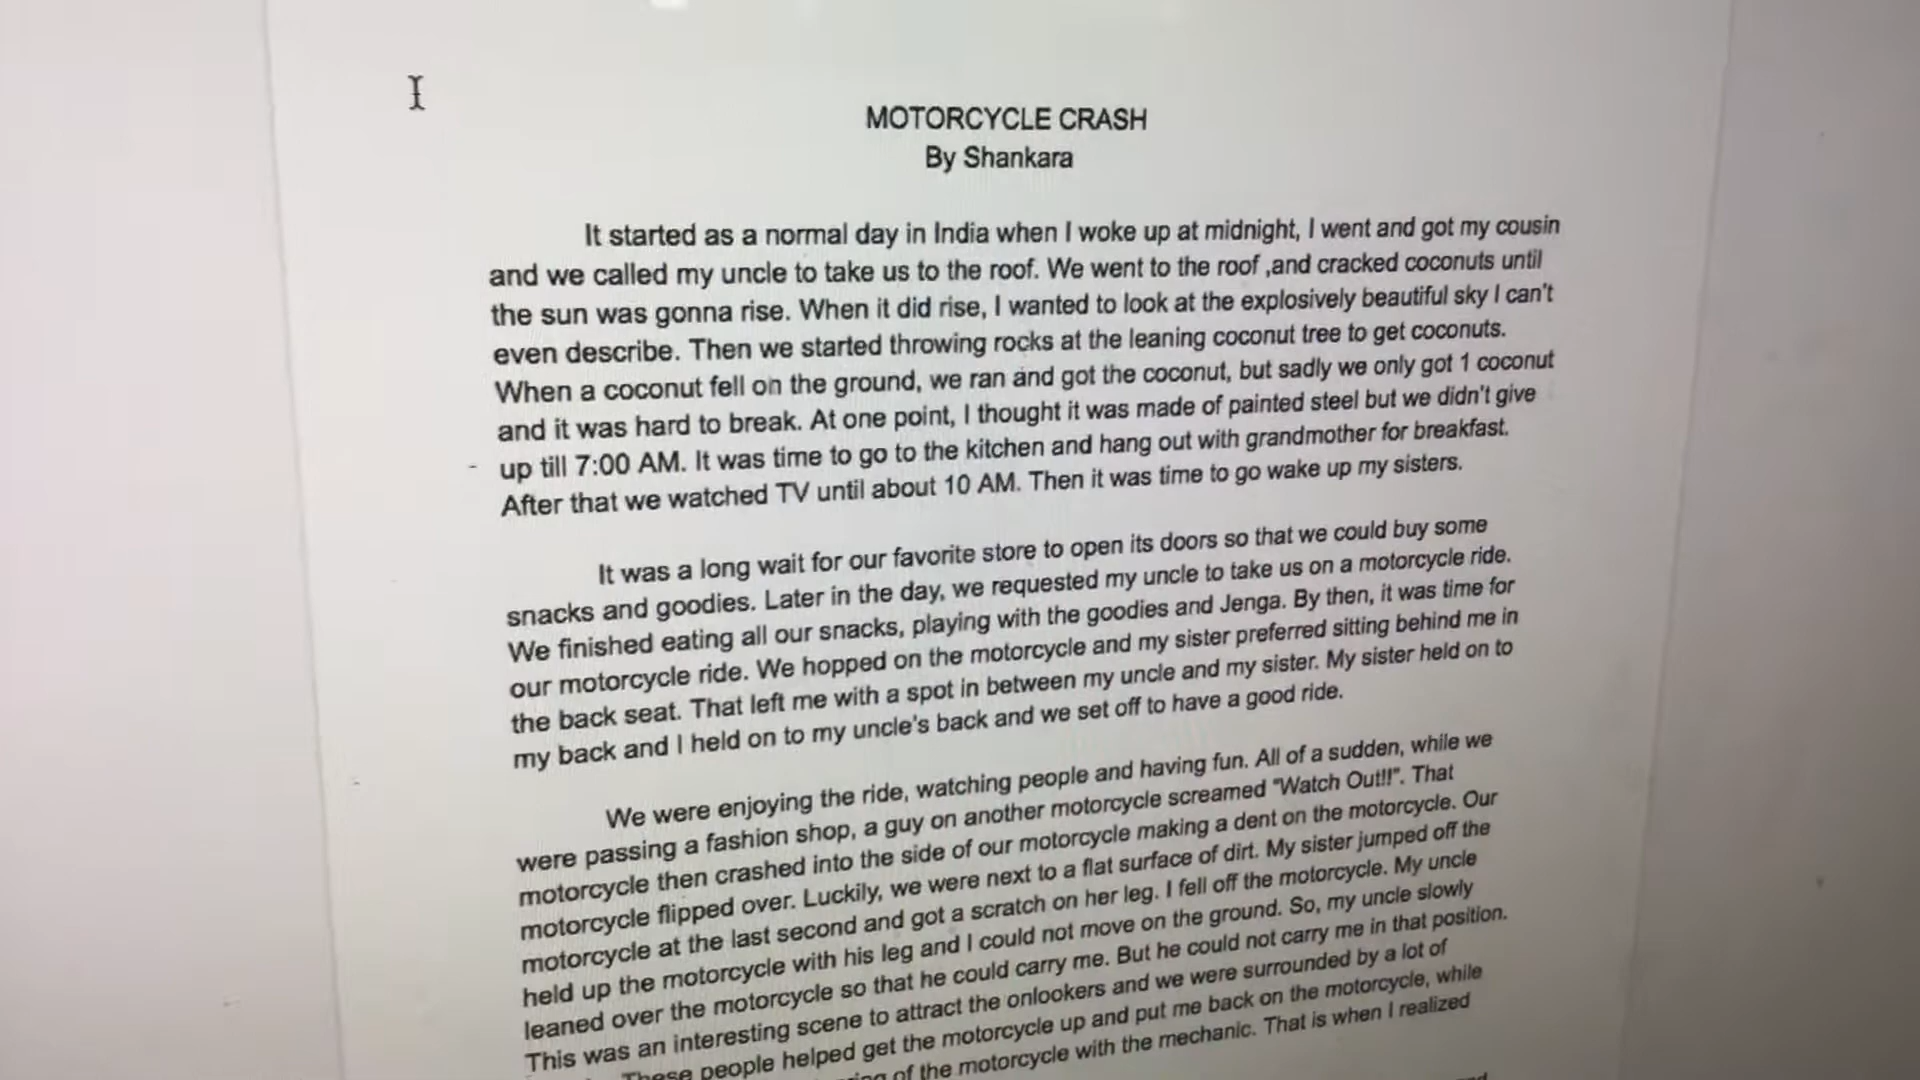 MOTORCYCLE CRASH
By Shankara
It started as a normal day in India when I woke up at midnight, I went and got my cousin
and we called my uncle to take us to the roof. We went to the roof ,and cracked coconuts until
the sun was gonna rise. When it did rise, I wanted to look at the explosively beautiful sky I can't
even describe. Then we started throwing rocks at the leaning coconut tree to get coconuts.
When a coconut fell on the ground, we ran and got the coconut, but sadly we only got 1 coconut
and it was hard to break. At one point, I thought it was made of painted steel but we didn't give
up till 7:00 AM. It was time to go to the kitchen and hang out with grandmother for breakfast.
After that we watched TV until about 10 AM. Then it was time to go wake up my sisters.
It was a long wait for our favorite store to open its doors so that we could buy some
snacks and goodies. Later in the day, we requested my uncle to take us on a motorcycle ride.
We finished eating all our snacks, playing with the goodies and Jenga. By then, it was time for
our motorcycle ride. We hopped on the motorcycle and my sister preferred sitting behind me in
the back seat. That left me with a spot in between my uncle and my sister. My sister held on to
my back and I held on to my uncle's back and we set off to have a good ride.
We were enjoying the ride, watching people and having fun. All of a sudden, while we
were passing a fashion shop, a guy on another motorcycle screamed "Watch Out!!". That
motorcycle then crashed into the side of our motorcycle making a dent on the motorcycle. Our
motorcycle flipped over. Luckily, we were next to a flat surface of dirt. My sister jumped off the
motorcycle at the last second and got a scratch on her leg. I fell off the motorcycle. My uncle
held up the motorcycle with his leg and I could not move on the ground. So, my uncle slowly
leaned over the motorcycle so that he could carry me. But he could not carry me in that position.
This was an interesting scene to attract the onlookers and we were surrounded by a lot of
These people helped get the motorcycle up and put me back on the motorcycle, while
of the motorcycle with the mechanic. That is when I realized